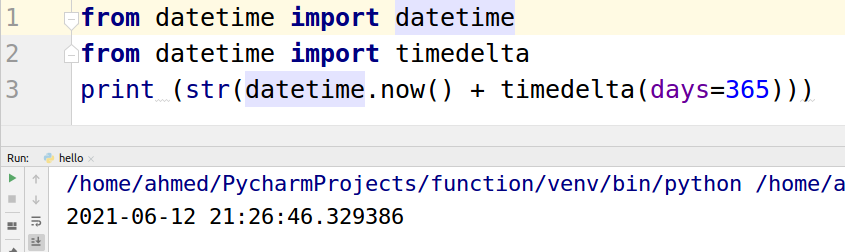 1 from datetime import datetime
2 from datetime import timedelta
3 print (str(datetime.now() + timedelta(days=365)))
Run: hello ×
/home/ahmed/PycharmProjects/function/venv/bin/python /home/a
2021-06-12 21:26:46.329386